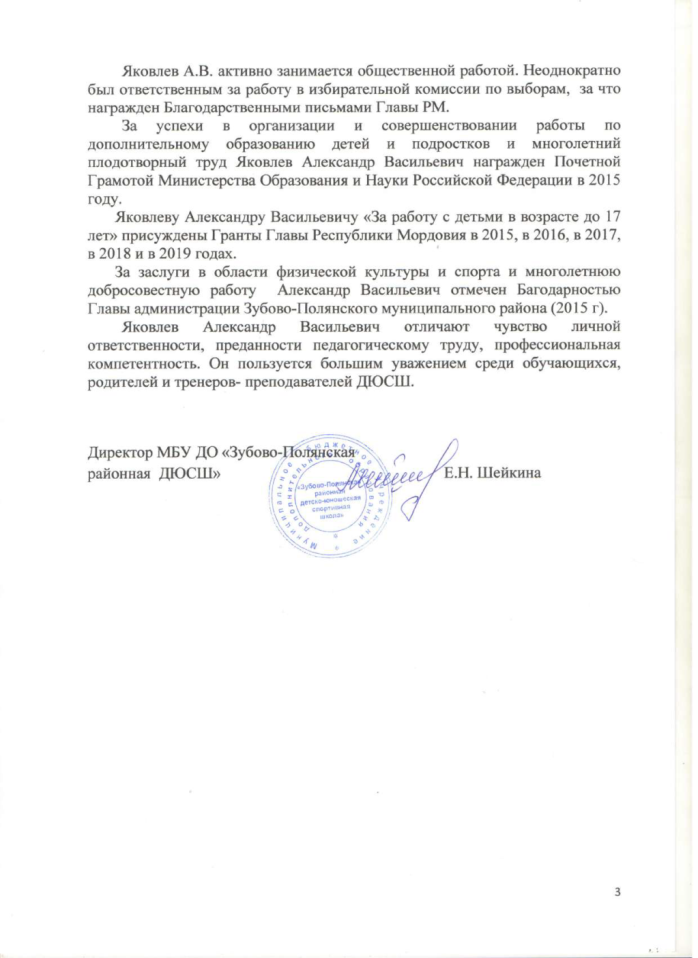 Яковлев А.В. активно занимается общественной работой. Неоднократно
был ответственным за работу в избирательной комиссии по выборам, за что
награжден Благодарственными письмами Главы РМ.
За успехи в организации и совершенствовании работы по
дополнительному образованию детей и подростков и многолетний
плодотворный труд Яковлев Александр Васильевич награжден Почетной
Грамотой Министерства Образования и Науки Российской Федерации в 2015
году.
Яковлеву Александру Васильевичу «За работу с детьми в возрасте до 17
лет» присуждены Гранты Главы Республики Мордовия в 2015, в 2016, в 2017,
в 2018 и в 2019 годах.
За заслуги в области физической культуры и спорта и многолетнюю
добросовестную работу Александр Васильевич отмечен Багодарностью
Главы администрации Зубово-Полянского муниципального района (2015 г).
Яковлев Александр Васильевич отличают чувство личной
ответственности, преданности педагогическому труду, профессиональная
компетентность. Он пользуется большим уважением среди обучающихся,
родителей и тренеров- преподавателей ДЮСШ.
Директор МБУ ДО «Зубово-Полянская
районная ДЮСШ» Е.Н. Шейкина
Муниципальное бюджетное учреждение
дополнительного образования
районная
детско-юношеская
спортивная
школа»
3